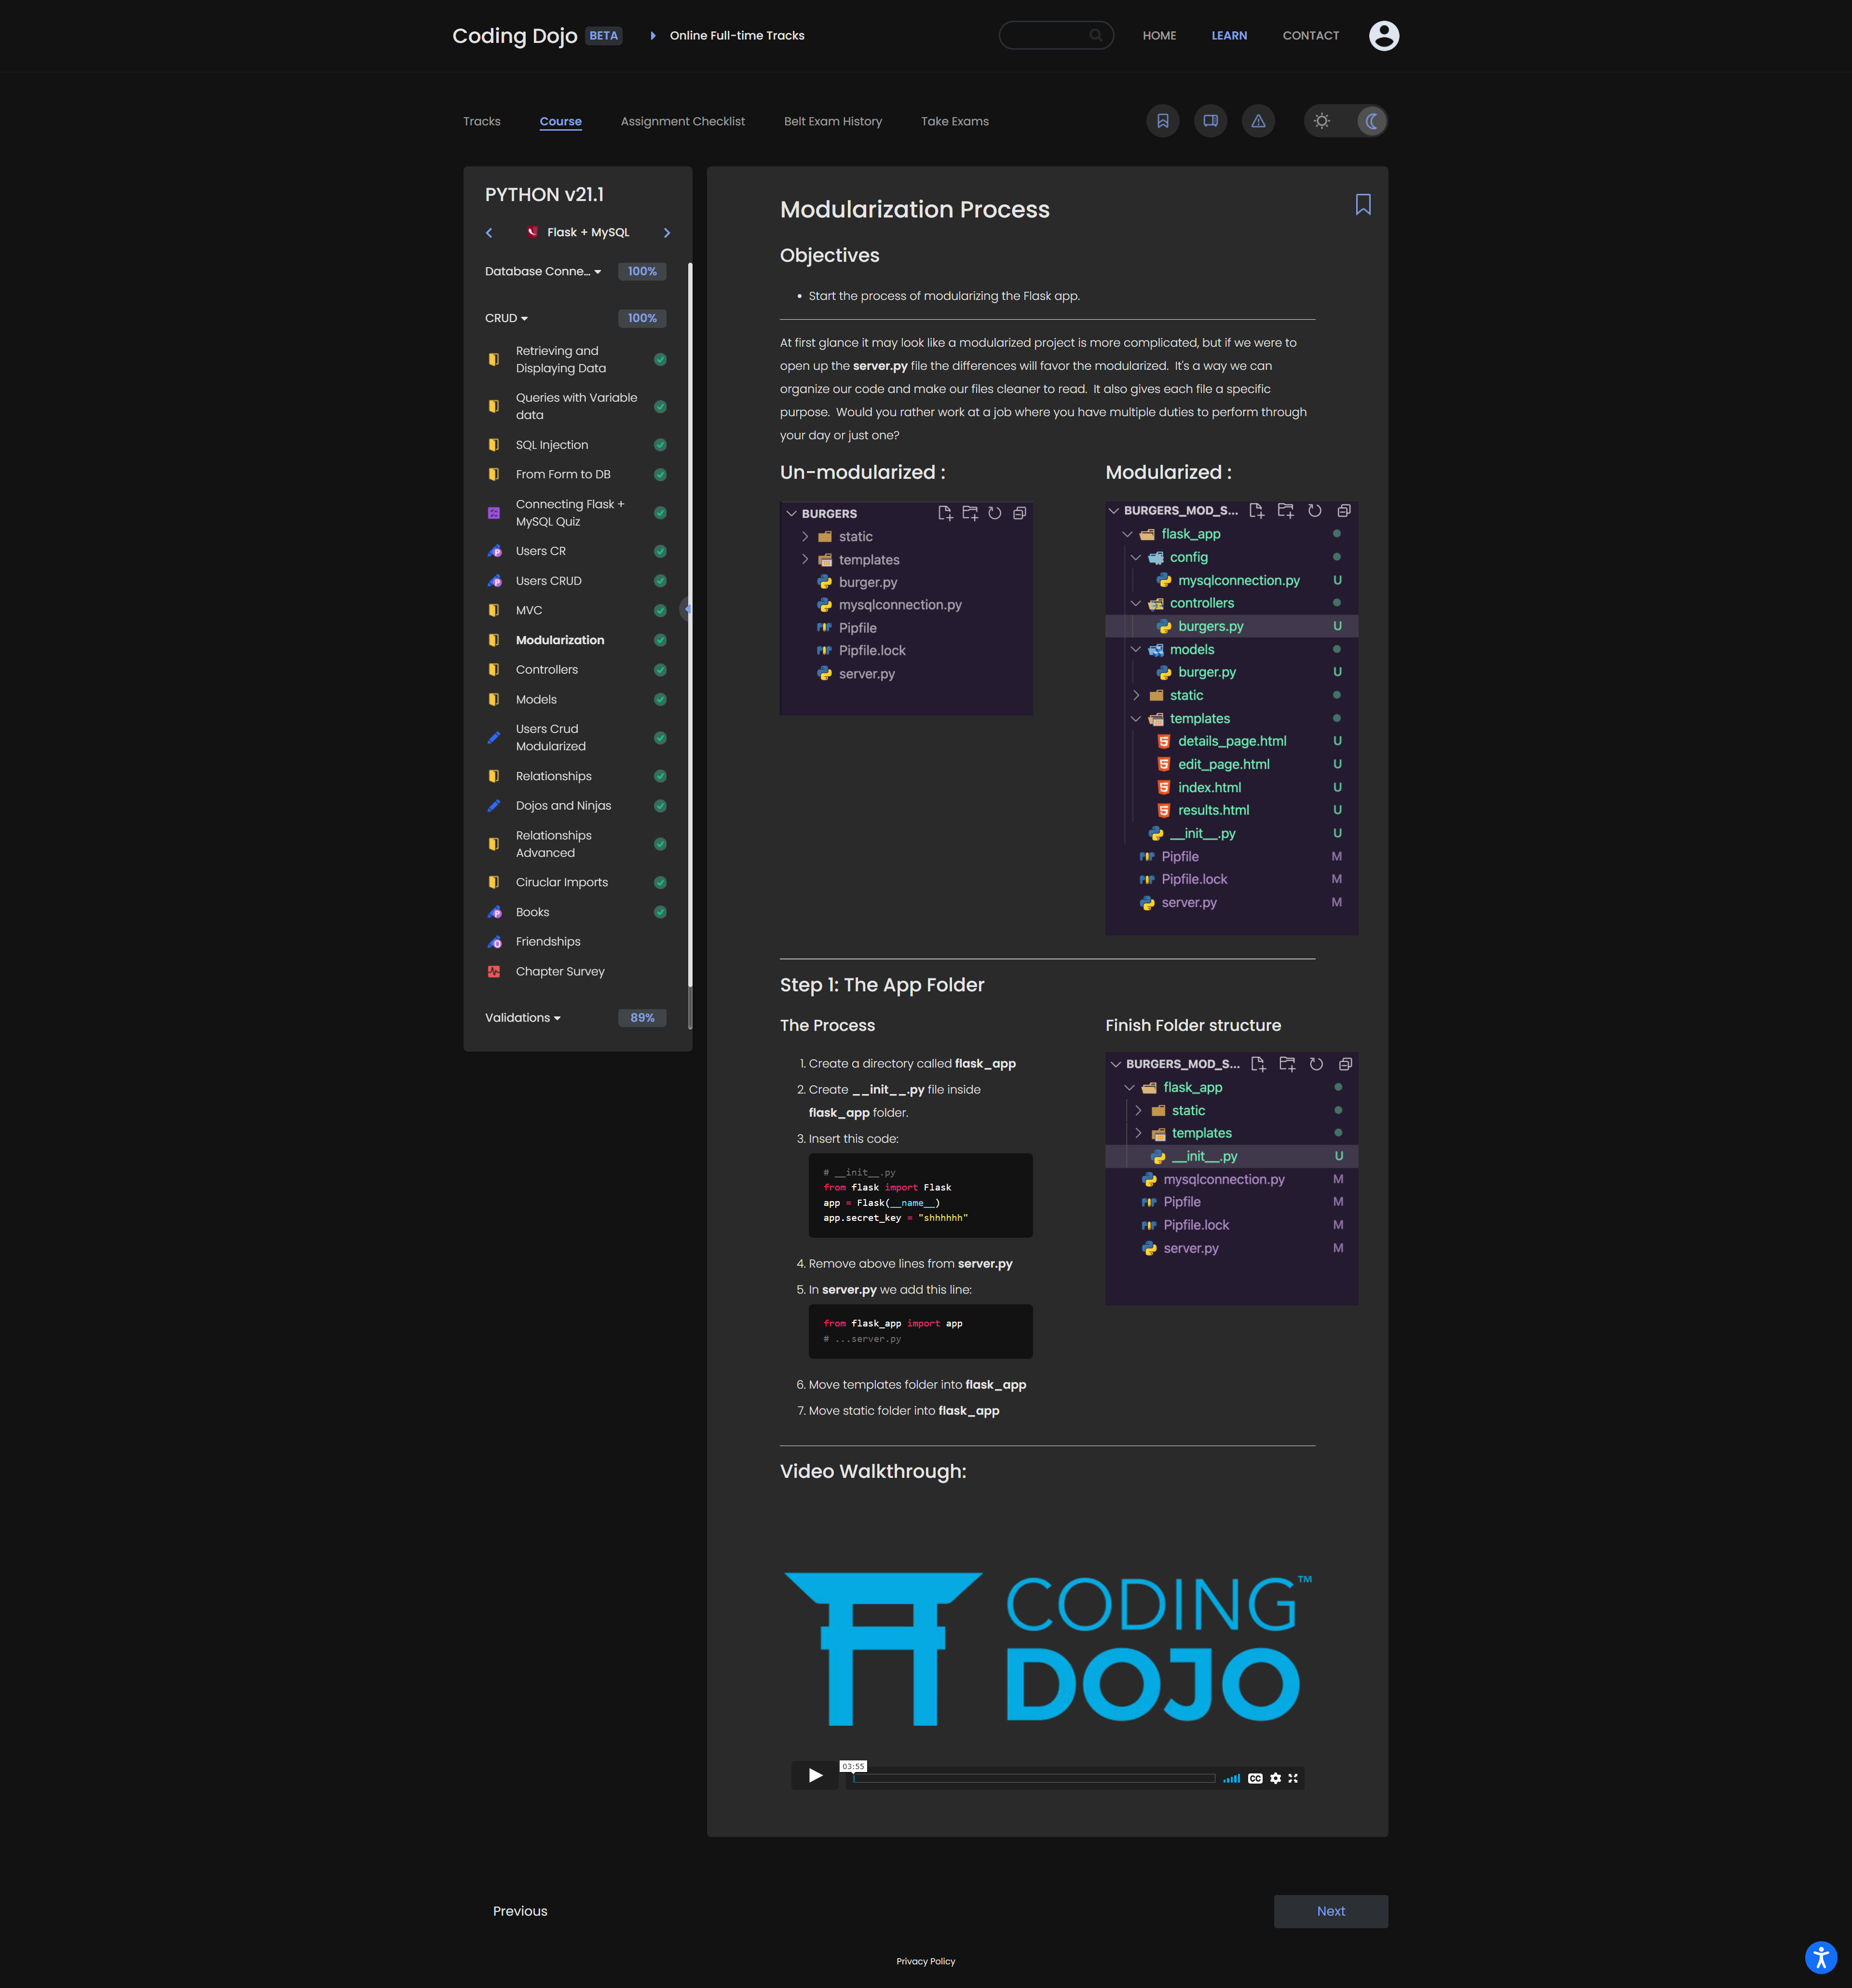 Coding Dojo BETA Online Full-time Tracks HOME LEARN CONTACT
Tracks Course Assignment Checklist Belt Exam History Take Exams
PYTHON v21.1
Flask + MySQL
Database Conne... 100%
CRUD 100%
Retrieving and
Displaying Data
Queries with Variable
data
SQL Injection
From Form to DB
Connecting Flask +
MySQL Quiz
Users CR
Users CRUD
MVC
Modularization
Controllers
Models
Users Crud
Modularized
Relationships
Dojos and Ninjas
Relationships
Advanced
Ciruclar Imports
Books
Friendships
Chapter Survey
Validations 89%
Modularization Process
Objectives
• Start the process of modularizing the Flask app.
At first glance it may look like a modularized project is more complicated, but if we were to
open up the server.py file the differences will favor the modularized.  It's a way we can
organize our code and make our files cleaner to read.  It also gives each file a specific
purpose.  Would you rather work at a job where you have multiple duties to perform through
your day or just one?
Un-modularized :
BURGERS
static
templates
burger.py
mysqlconnection.py
Pipfile
Pipfile.lock
server.py
Modularized :
BURGERS_MOD_S...
flask_app
config
mysqlconnection.py U
controllers
burgers.py U
models
burger.py U
static
templates
details_page.html U
edit_page.html U
index.html U
results.html U
__init__.py U
Pipfile M
Pipfile.lock M
server.py M
Step 1: The App Folder
The Process
1. Create a directory called flask_app
2. Create __init__.py file inside
flask_app folder.
3. Insert this code:
# __init__.py
from flask import Flask
app = Flask(__name__)
app.secret_key = "shhhhhh"
4. Remove above lines from server.py
5. In server.py we add this line:
from flask_app import app
# ...server.py
6. Move templates folder into flask_app
7. Move static folder into flask_app
Finish Folder structure
BURGERS_MOD_S...
flask_app
static
templates
__init__.py U
mysqlconnection.py M
Pipfile M
Pipfile.lock M
server.py M
Video Walkthrough:
CODING™
DOJO
03:55
CC
Previous Next
Privacy Policy